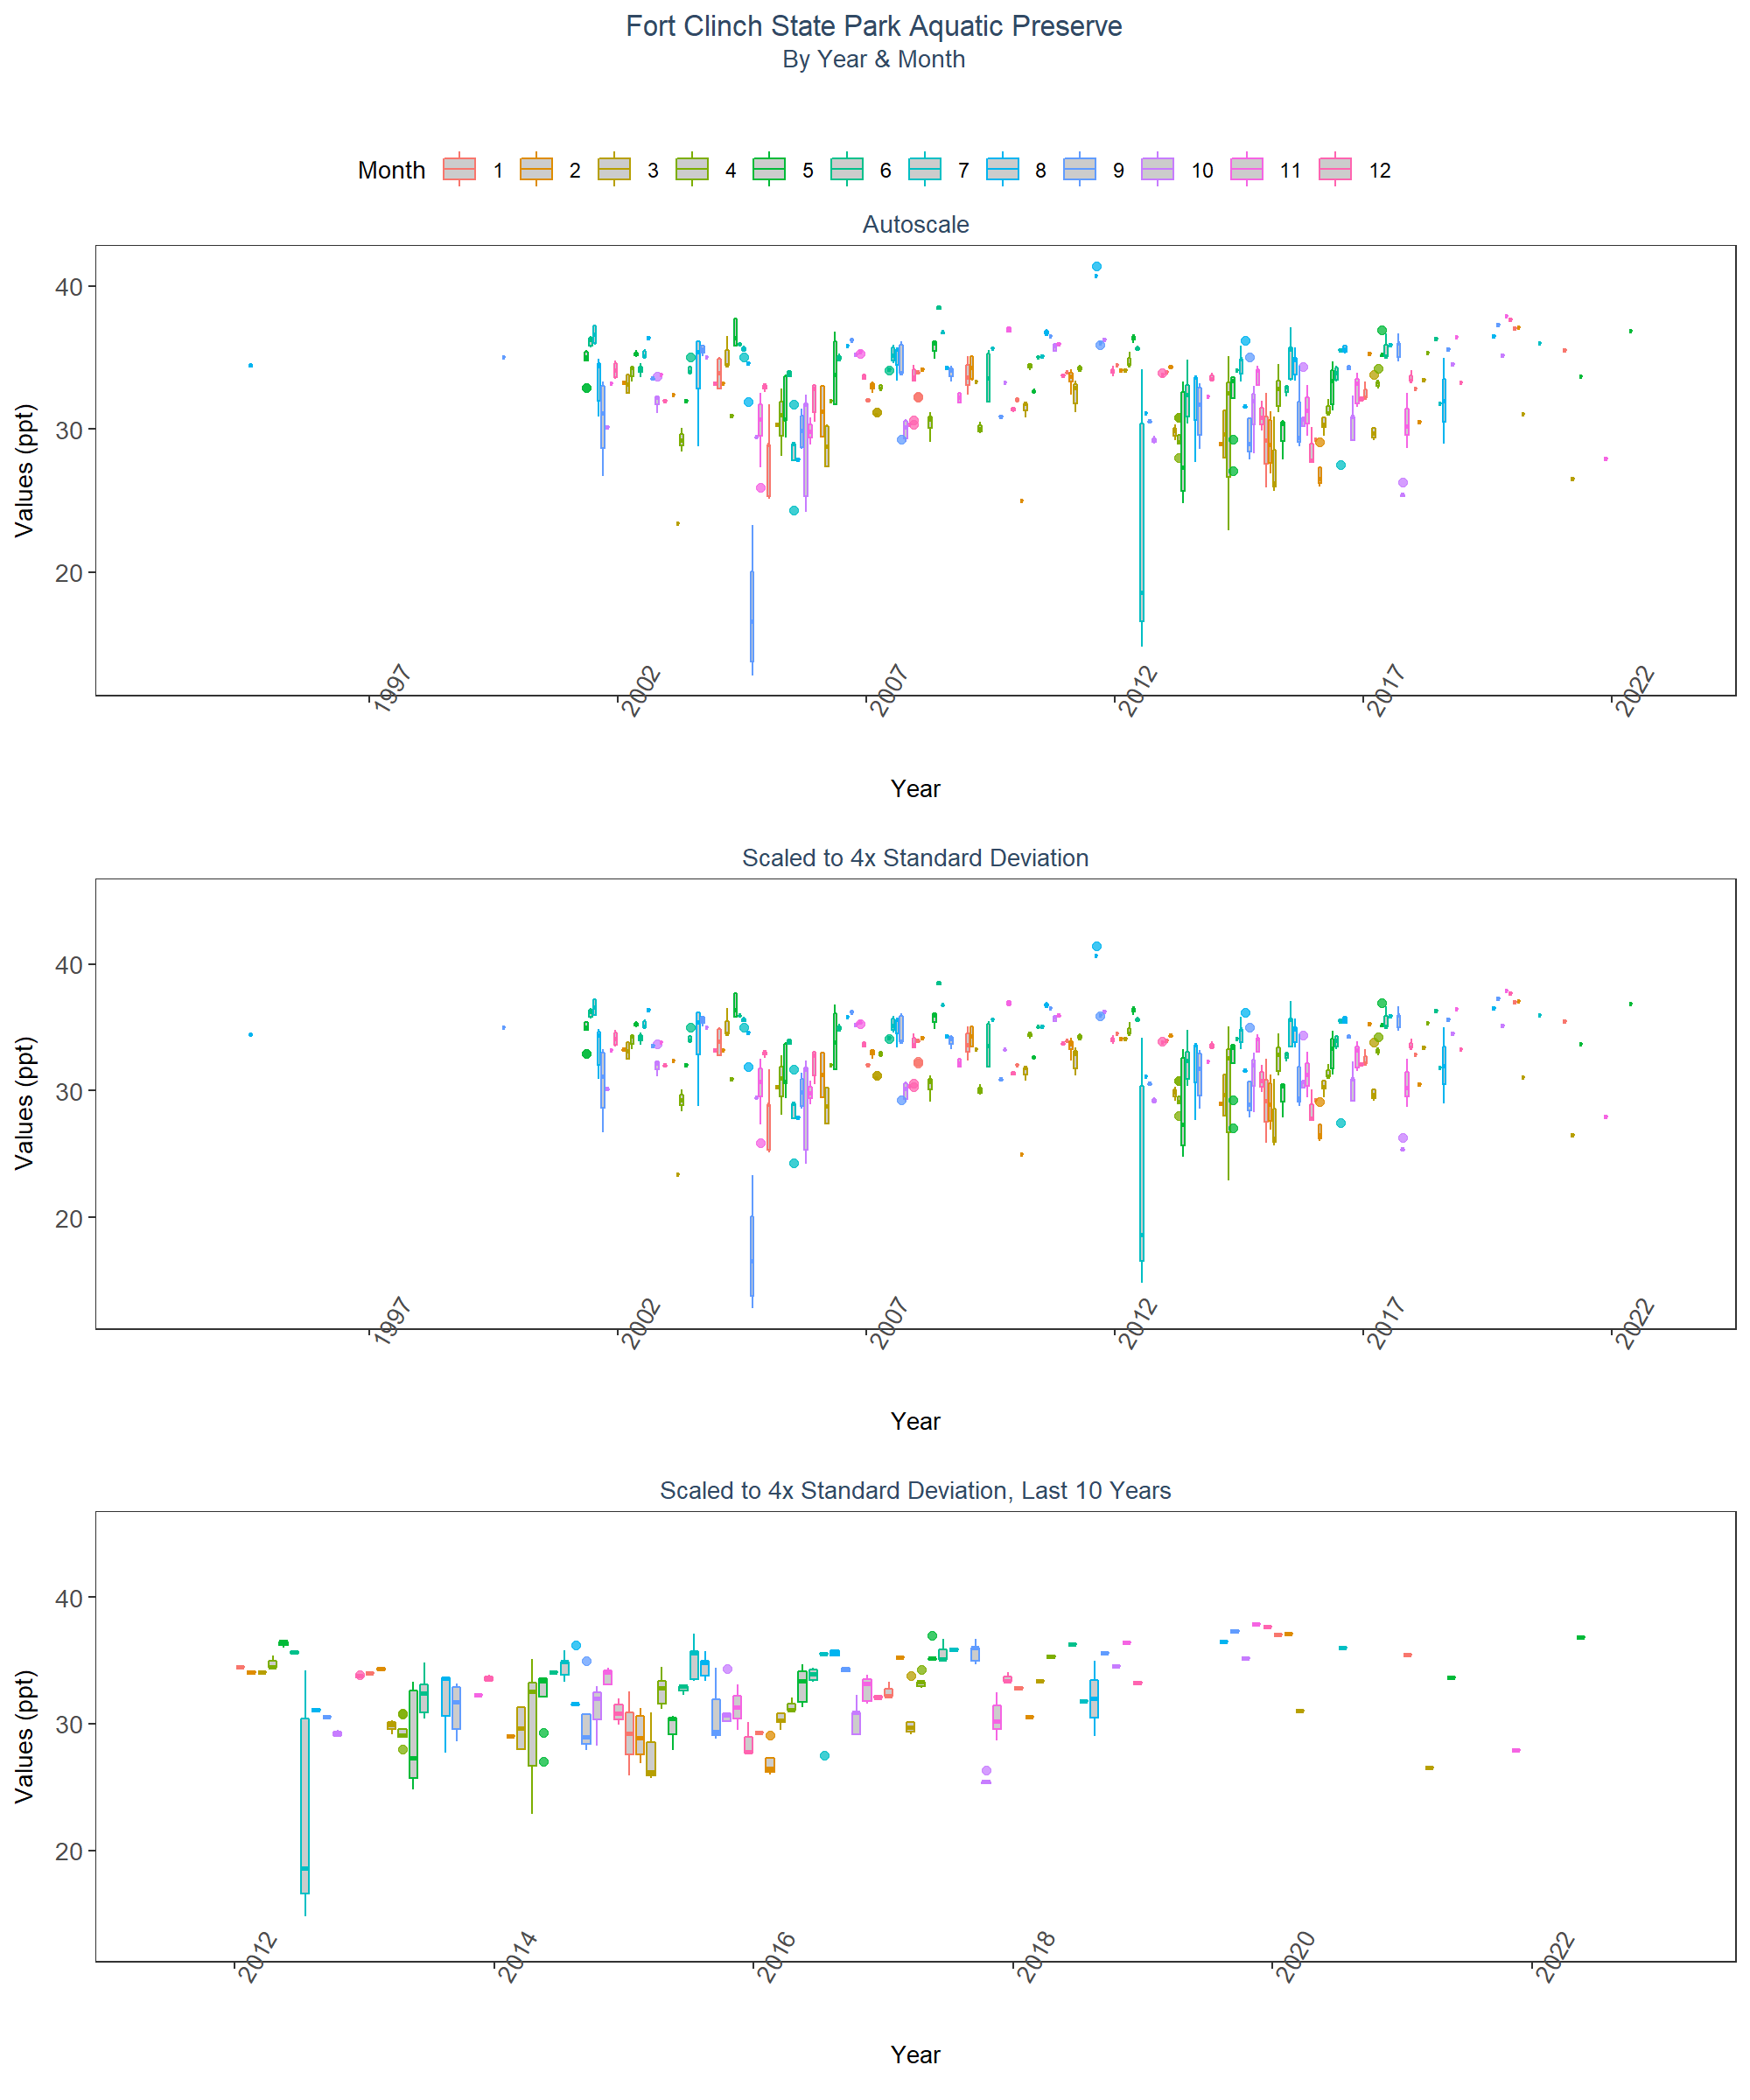 Fort Clinch State Park Aquatic Preserve
By Year & Month
Month 1 2 3 4 5 6 7 8 9 10 11 12
Autoscale
Values (ppt)
40
30
20
1997 2002 2007 2012 2017 2022
Year
Scaled to 4x Standard Deviation
Values (ppt)
40
30
20
1997 2002 2007 2012 2017 2022
Year
Scaled to 4x Standard Deviation, Last 10 Years
Values (ppt)
40
30
20
2012 2014 2016 2018 2020 2022
Year